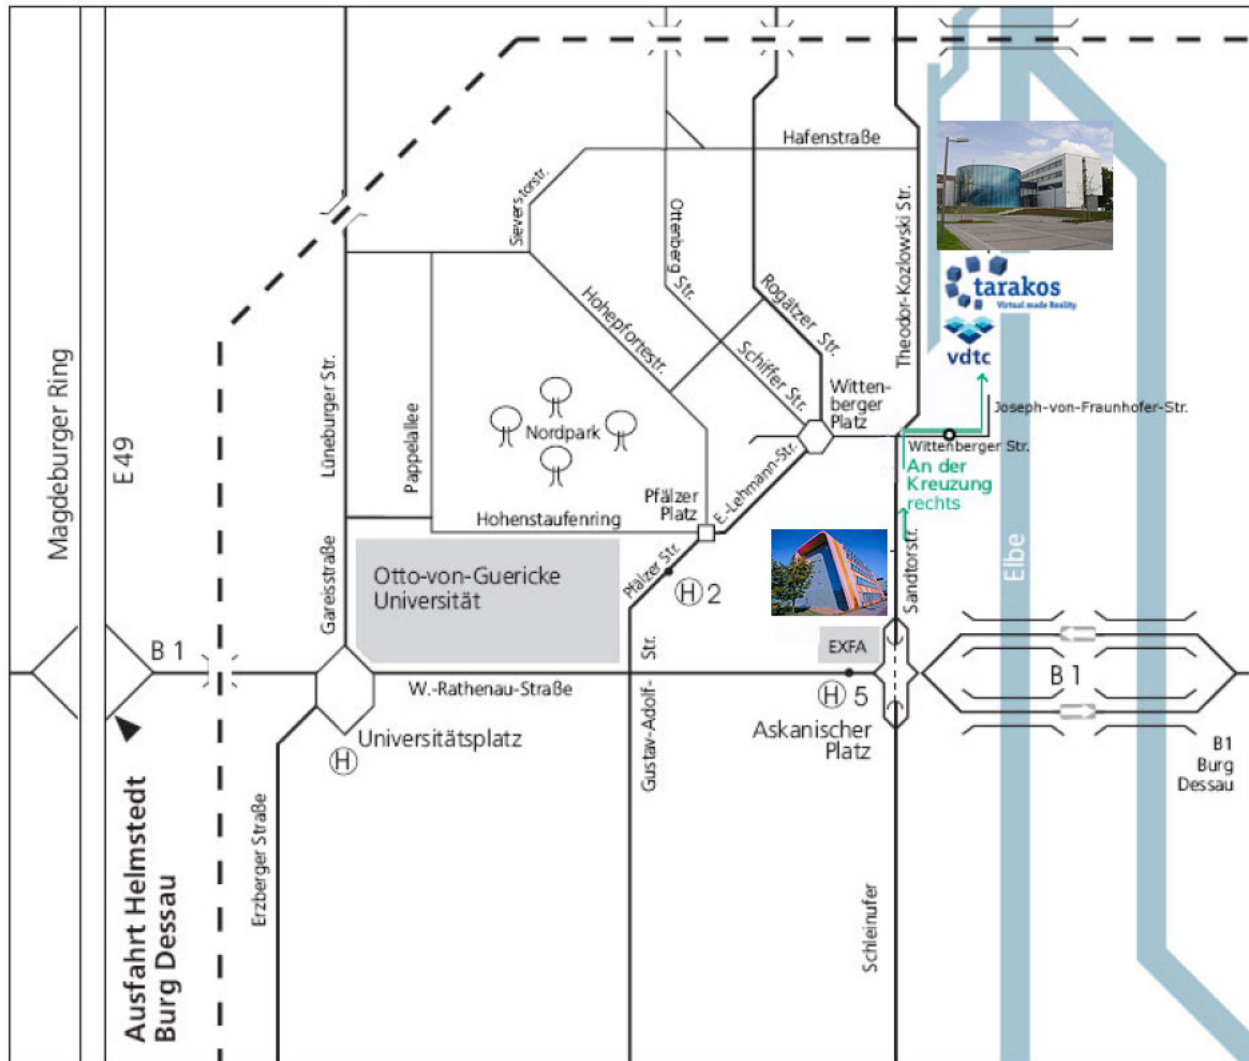 Hafenstraße
Sieverstorstr.
Ottenberg Str.
Theodor-Kozlowski Str.
tarakos
Virtual made Reality
vdtc
Rogätzer Str.
Hohepfortestr.
Schiffer Str.
Magdeburger Ring
E 49
Lüneburger Str.
Pappelallee
Nordpark
Witten-
berger
Platz
Joseph-von-Fraunhofer-Str.
Wittenberger Str.
An der
Kreuzung
rechts
E.-Lehmann-Str.
Pfälzer
Platz
Hohenstaufenring
Otto-von-Guericke
Universität
Gareisstraße
Pfälzer Str.
H 2
Sandtorstr.
Elbe
EXFA
B 1
B 1
W.-Rathenau-Straße
H 5
Gustav-Adolf- Str.
Universitätsplatz
H
Askanischer
Platz
B1
Burg
Dessau
Ausfahrt Helmstedt
Burg Dessau
Erzberger Straße
Schleinufer